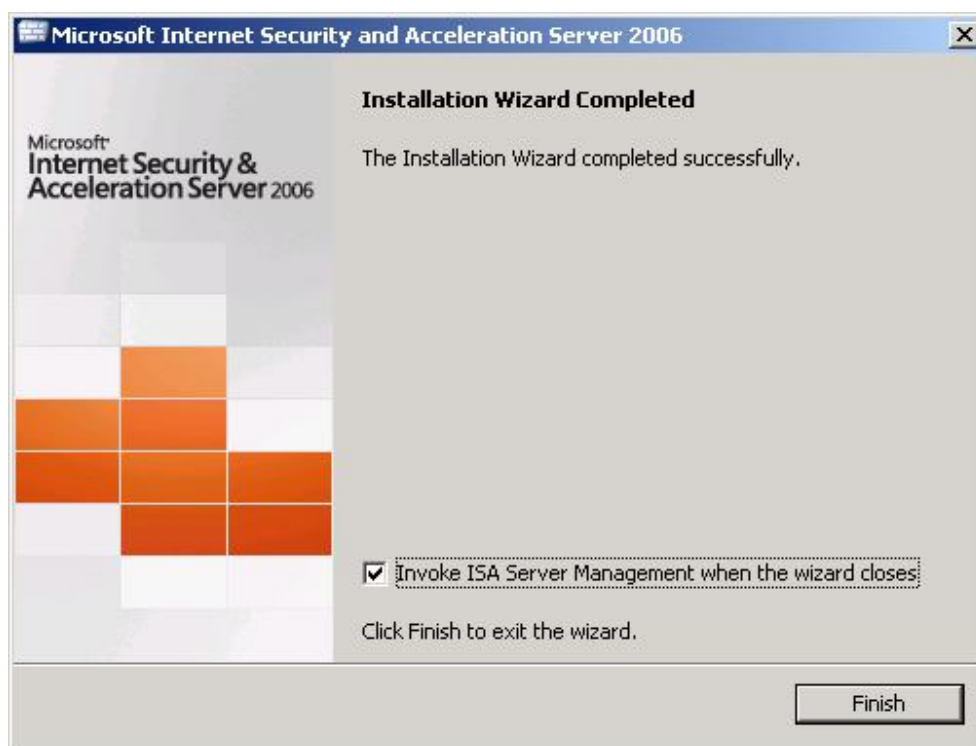 Microsoft Internet Security and Acceleration Server 2006
Microsoft
Internet Security &
Acceleration Server 2006
Installation Wizard Completed
The Installation Wizard completed successfully.
Invoke ISA Server Management when the wizard closes
Click Finish to exit the wizard.
Finish